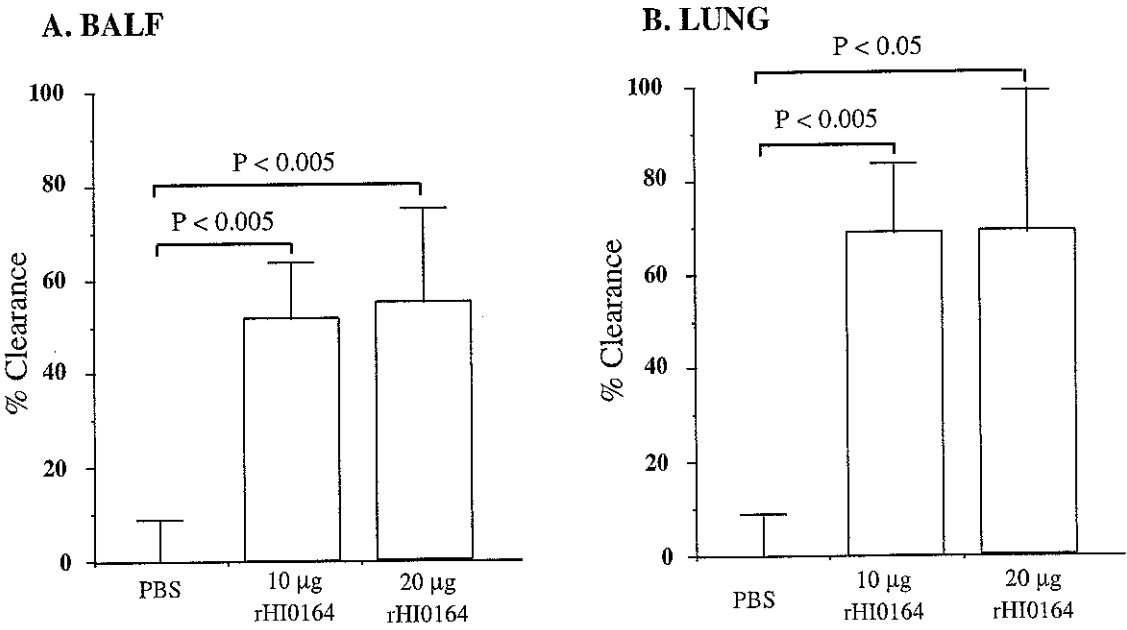 A. BALF
% Clearance
100
80
60
40
20
0
P < 0.005
P < 0.005
PBS
10 µg
rHI0164
20 µg
rHI0164
B. LUNG
% Clearance
100
80
60
40
20
0
P < 0.05
P < 0.005
PBS
10 µg
rHI0164
20 µg
rHI0164